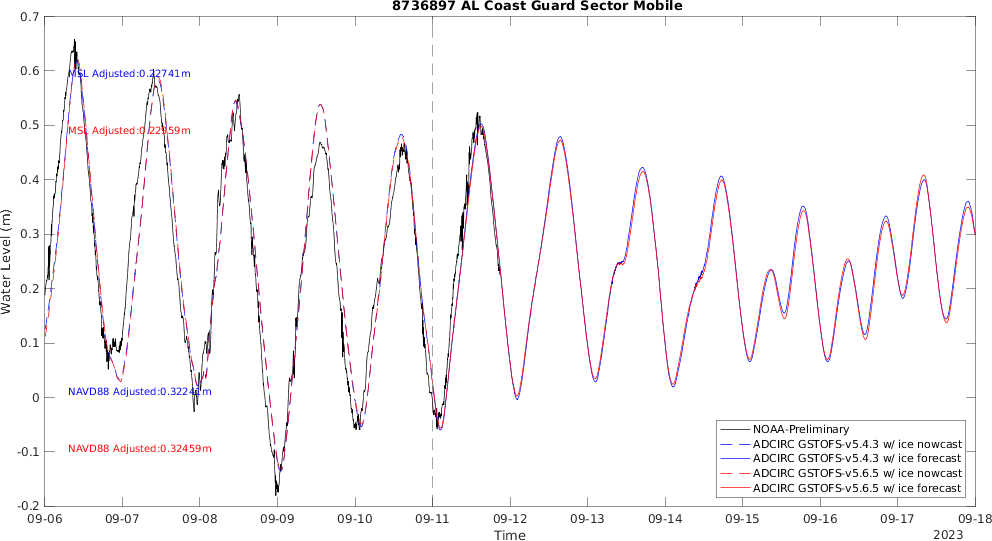 8736897 AL Coast Guard Sector Mobile
0.7
0.6
0.5
0.4
0.3
0.2
0.1
0
-0.1
-0.2
Water Level (m)
MSL Adjusted:0.22741m
MSL Adjusted:0.22959m
NAVD88 Adjusted:0.32241m
NAVD88 Adjusted:0.32459m
NOAA-Preliminary
ADCIRC GSTOFS-v5.4.3 w/ ice nowcast
ADCIRC GSTOFS-v5.4.3 w/ ice forecast
ADCIRC GSTOFS-v5.6.5 w/ ice nowcast
ADCIRC GSTOFS-v5.6.5 w/ ice forecast
09-06 09-07 09-08 09-09 09-10 09-11 09-12 09-13 09-14 09-15 09-16 09-17 09-18
Time
2023